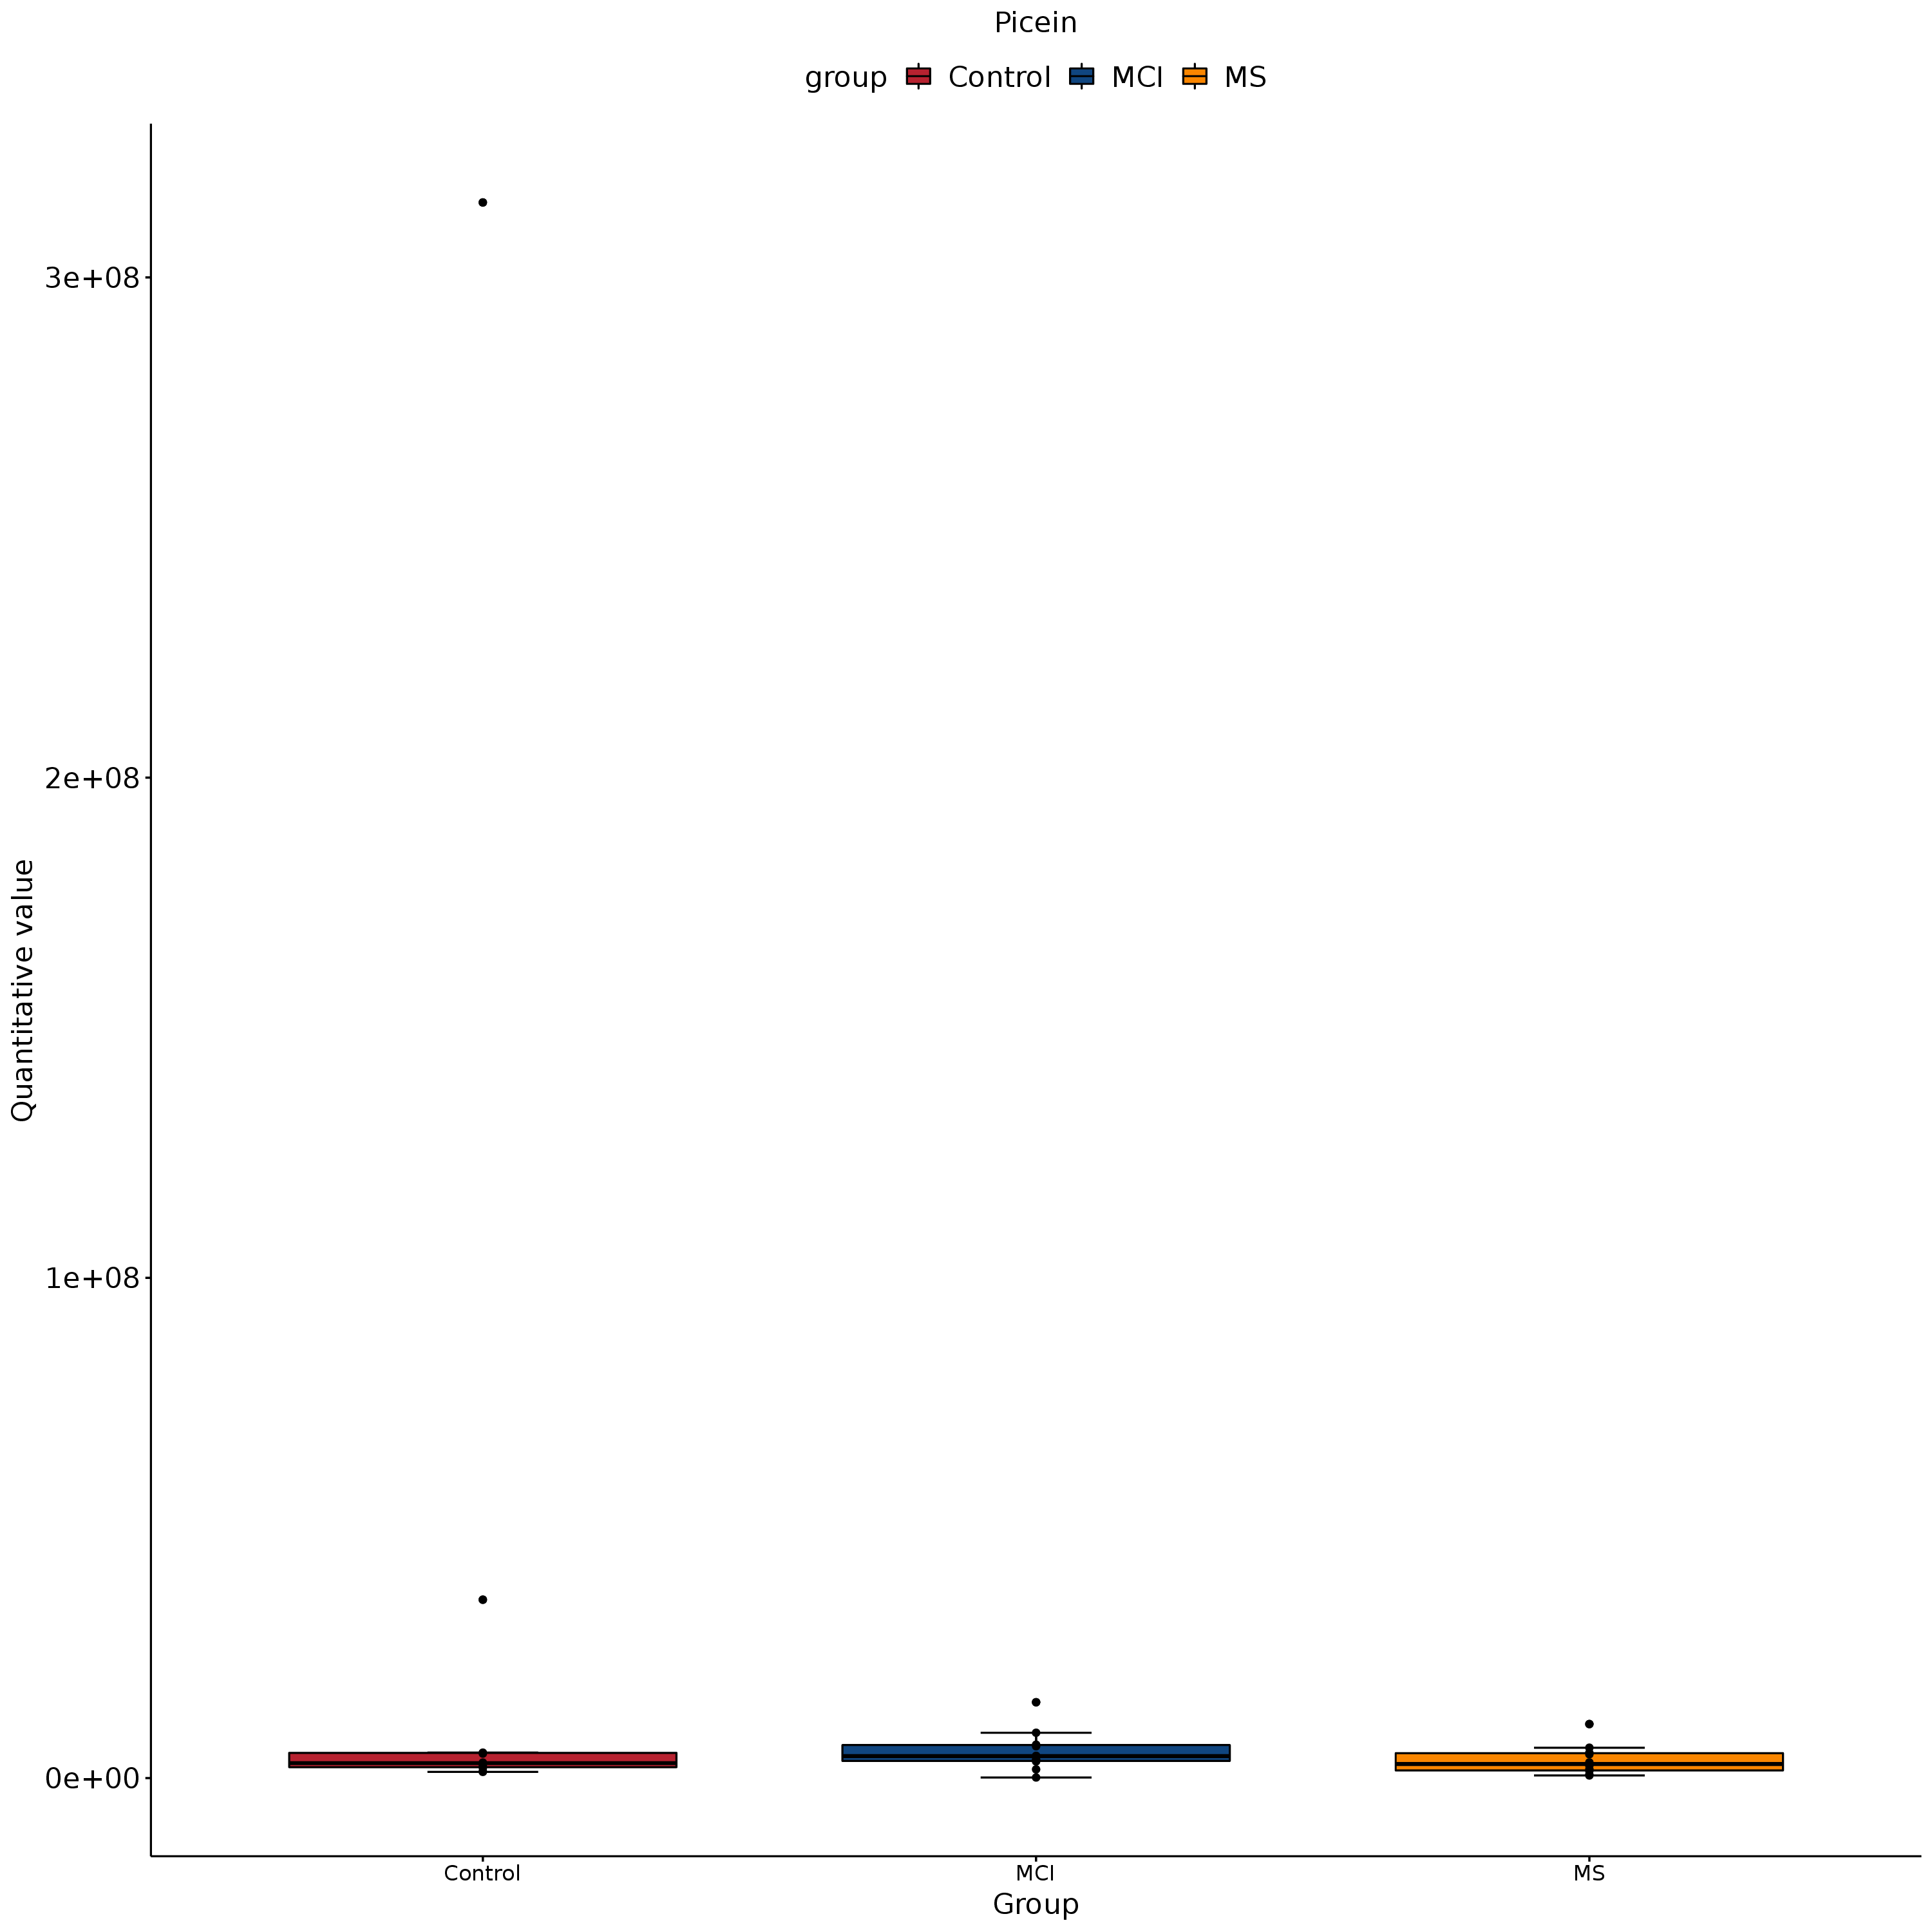 Picein
group Control MCI MS
3e+08
2e+08
1e+08
0e+00
Quantitative value
Control MCI MS
Group